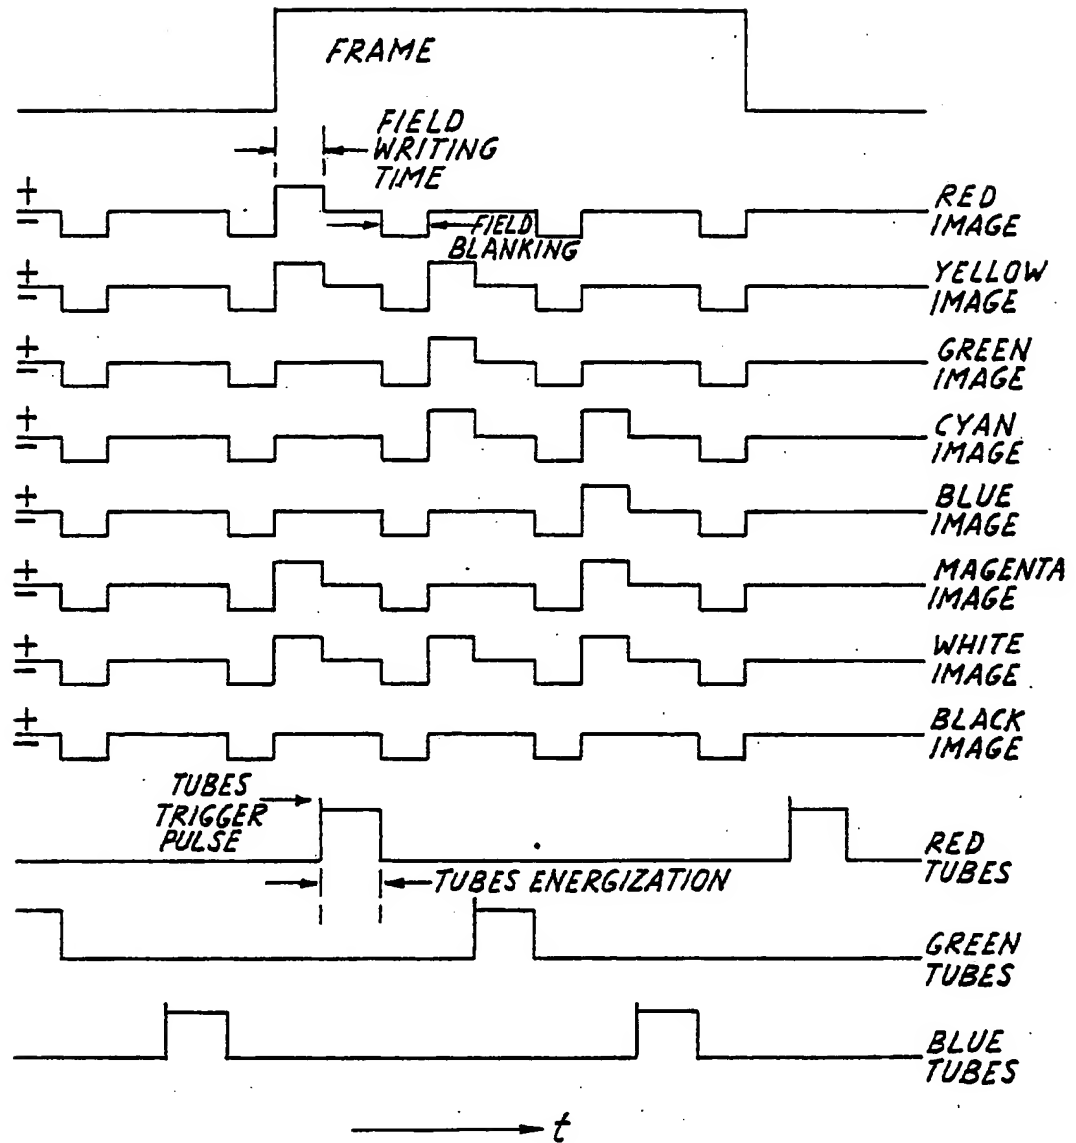 FRAME
FIELD
WRITING
TIME
+
=
RED
IMAGE
FIELD
BLANKING
+
=
YELLOW
IMAGE
+
=
GREEN
IMAGE
+
=
CYAN
IMAGE
+
=
BLUE
IMAGE
+
=
MAGENTA
IMAGE
+
=
WHITE
IMAGE
+
=
BLACK
IMAGE
TUBES
TRIGGER
PULSE
RED
TUBES
TUBES ENERGIZATION
GREEN
TUBES
BLUE
TUBES
t